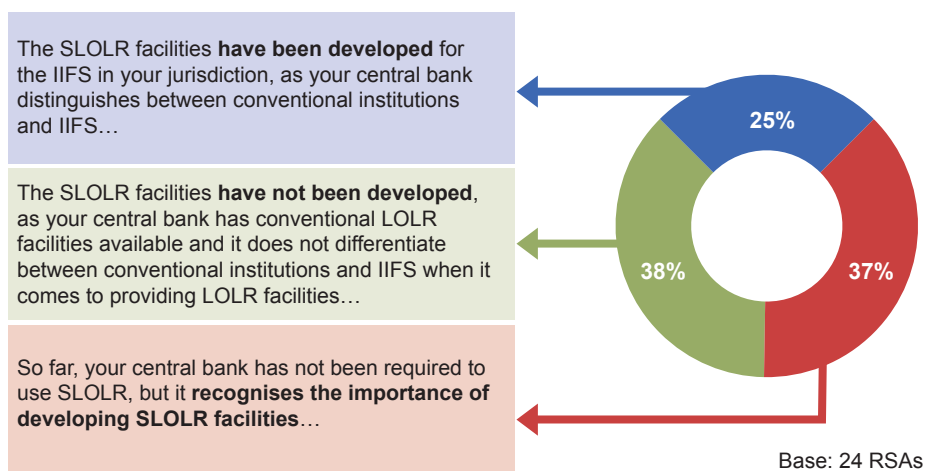 The SLOLR facilities have been developed for
the IIFS in your jurisdiction, as your central bank
distinguishes between conventional institutions
and IIFS…
The SLOLR facilities have not been developed,
as your central bank has conventional LOLR
facilities available and it does not differentiate
between conventional institutions and IIFS when it
comes to providing LOLR facilities…
So far, your central bank has not been required to
use SLOLR, but it recognises the importance of
developing SLOLR facilities…
25%
38%
37%
Base: 24 RSAs